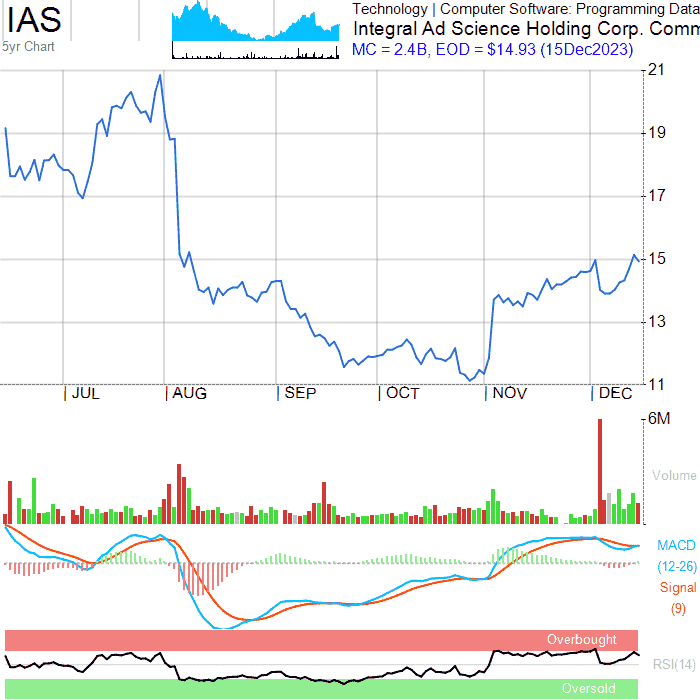 IAS
5yr Chart
Technology | Computer Software: Programming Data
Integral Ad Science Holding Corp. Comm
MC = 2.4B, EOD = $14.93 (15Dec2023)
21
19
17
15
13
11
JUL AUG SEP OCT NOV DEC
6M
Volume
MACD
(12-26)
Signal
(9)
Overbought
RSI(14)
Oversold